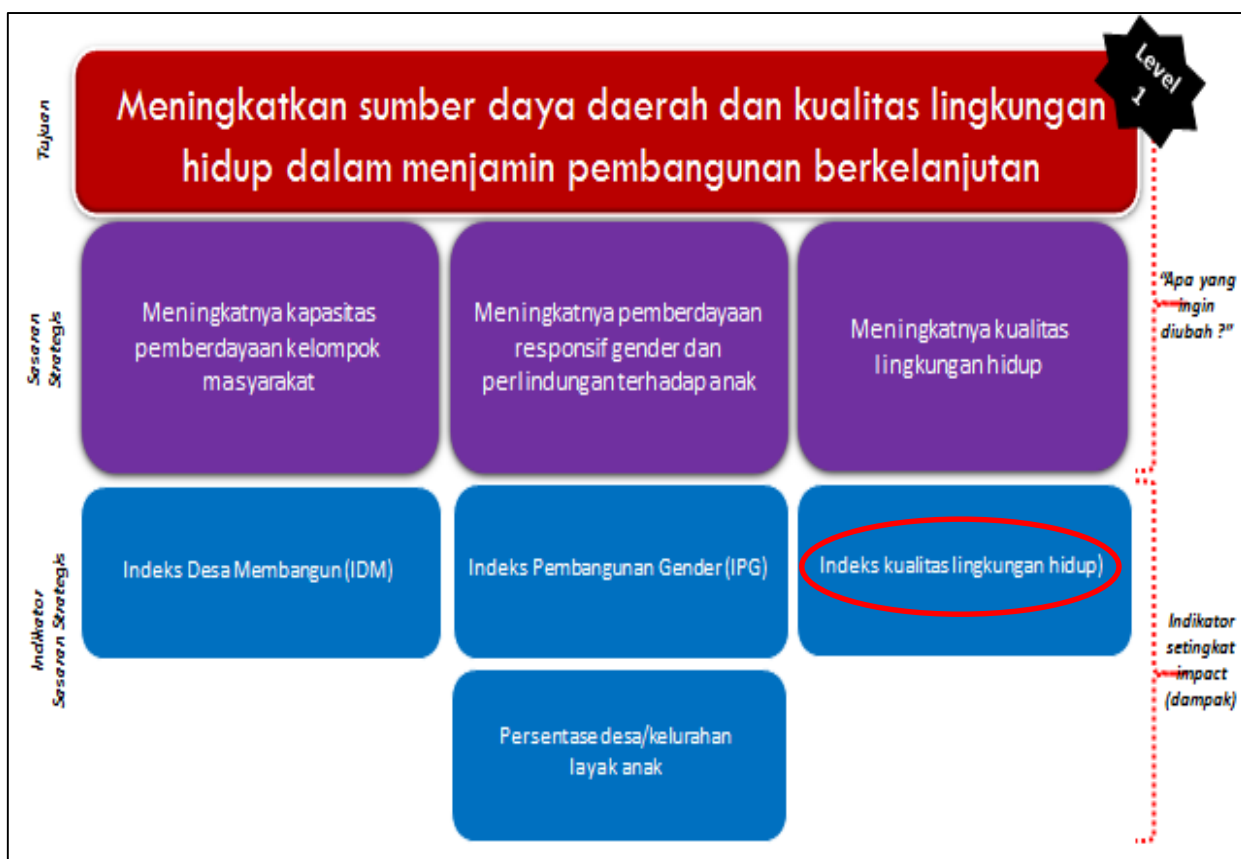 Level
1
Tujuan
Meningkatkan sumber daya daerah dan kualitas lingkungan
hidup dalam menjamin pembangunan berkelanjutan
Sasaran
Strategis
Meningkatnya kapasitas
pemberdayaan kelompok
masyarakat
Meningkatnya pemberdayaan
responsif gender dan
perlindungan terhadap anak
Meningkatnya kualitas
lingkungan hidup
"Apa yang
ingin
diubah ?"
Indikator
Sasaran Strategis
Indeks Desa Membangun (IDM)
Indeks Pembangunan Gender (IPG)
Indeks kualitas lingkungan hidup)
Persentase desa/kelurahan
layak anak
Indikator
setingkat
impact
(dampak)